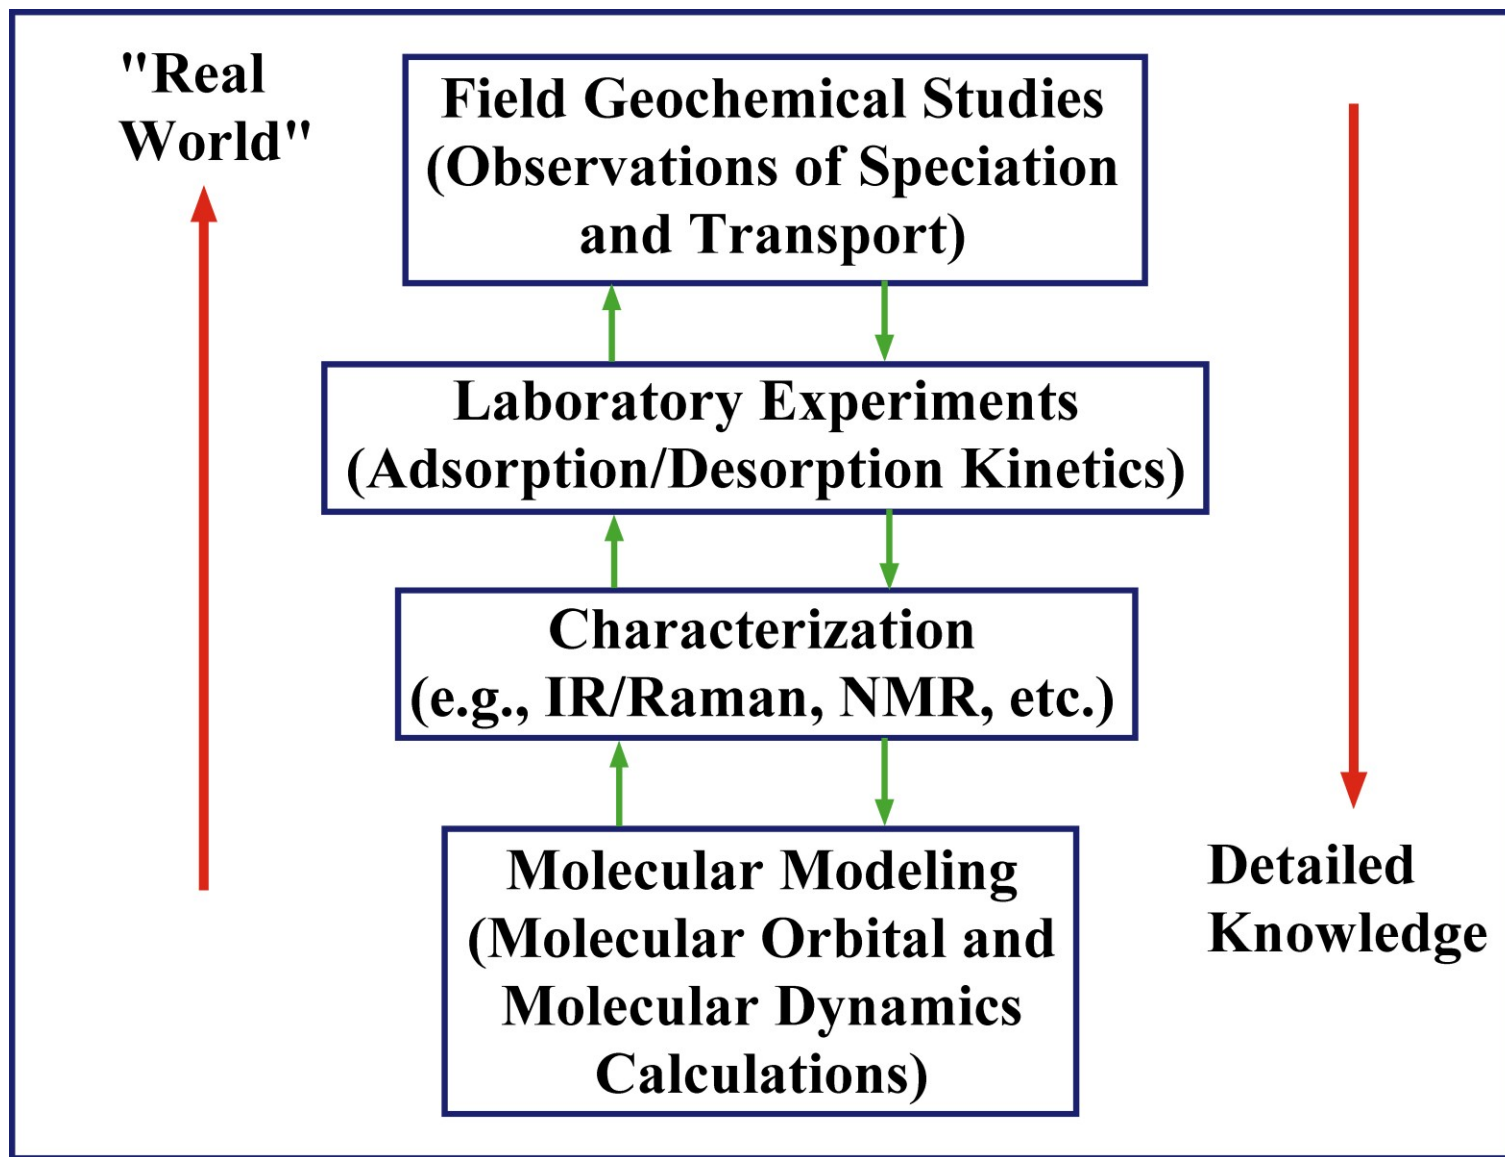 "Real
World"
Field Geochemical Studies
(Observations of Speciation
and Transport)
Laboratory Experiments
(Adsorption/Desorption Kinetics)
Characterization
(e.g., IR/Raman, NMR, etc.)
Molecular Modeling
(Molecular Orbital and
Molecular Dynamics
Calculations)
Detailed
Knowledge